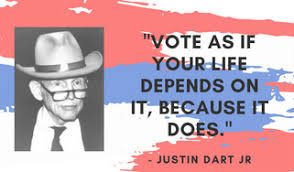 "VOTE AS IF
YOUR LIFE
DEPENDS ON
IT, BECAUSE IT
DOES."
- JUSTIN DART JR